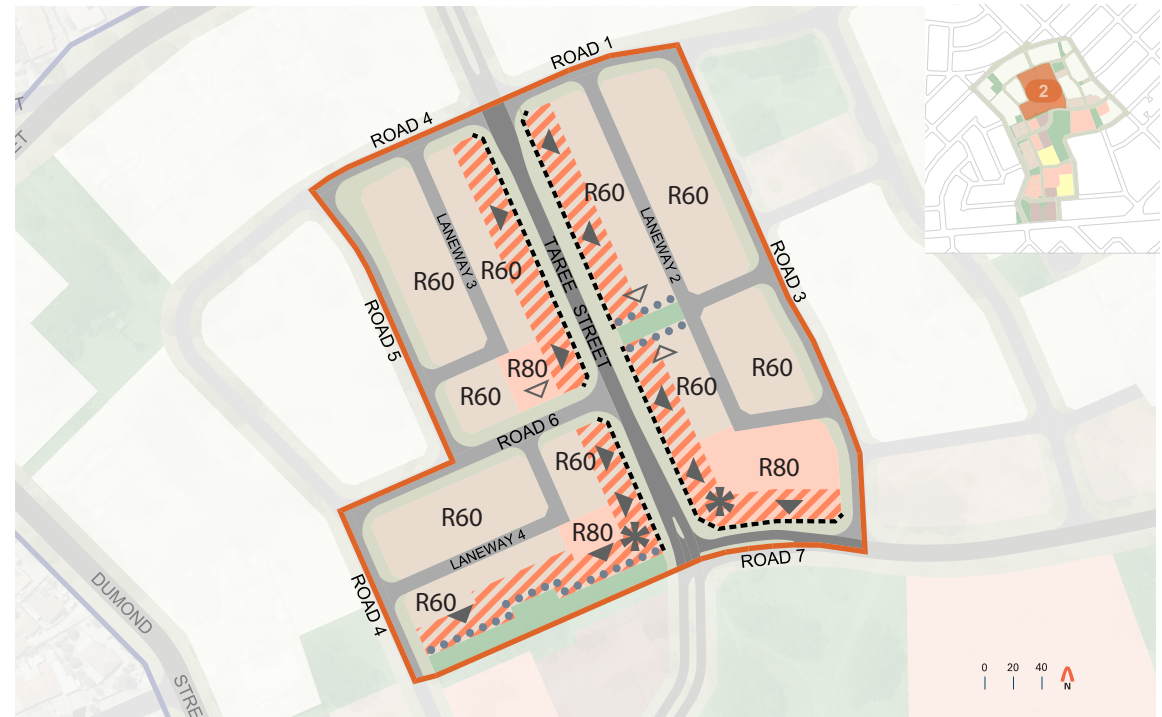 ROAD 1
2
ROAD 4
T
ET
R60
R60
LANEWAY 3
R60
R60
LANEWAY 2
TAREE STREET
ROAD 3
ROAD 5
R80
R60
R60
R60
ROAD 6
R60
R80
R60
R80
LANEWAY 4
ROAD 7
DUMOND
STRE
ROAD 4
R60
0 20 40
N